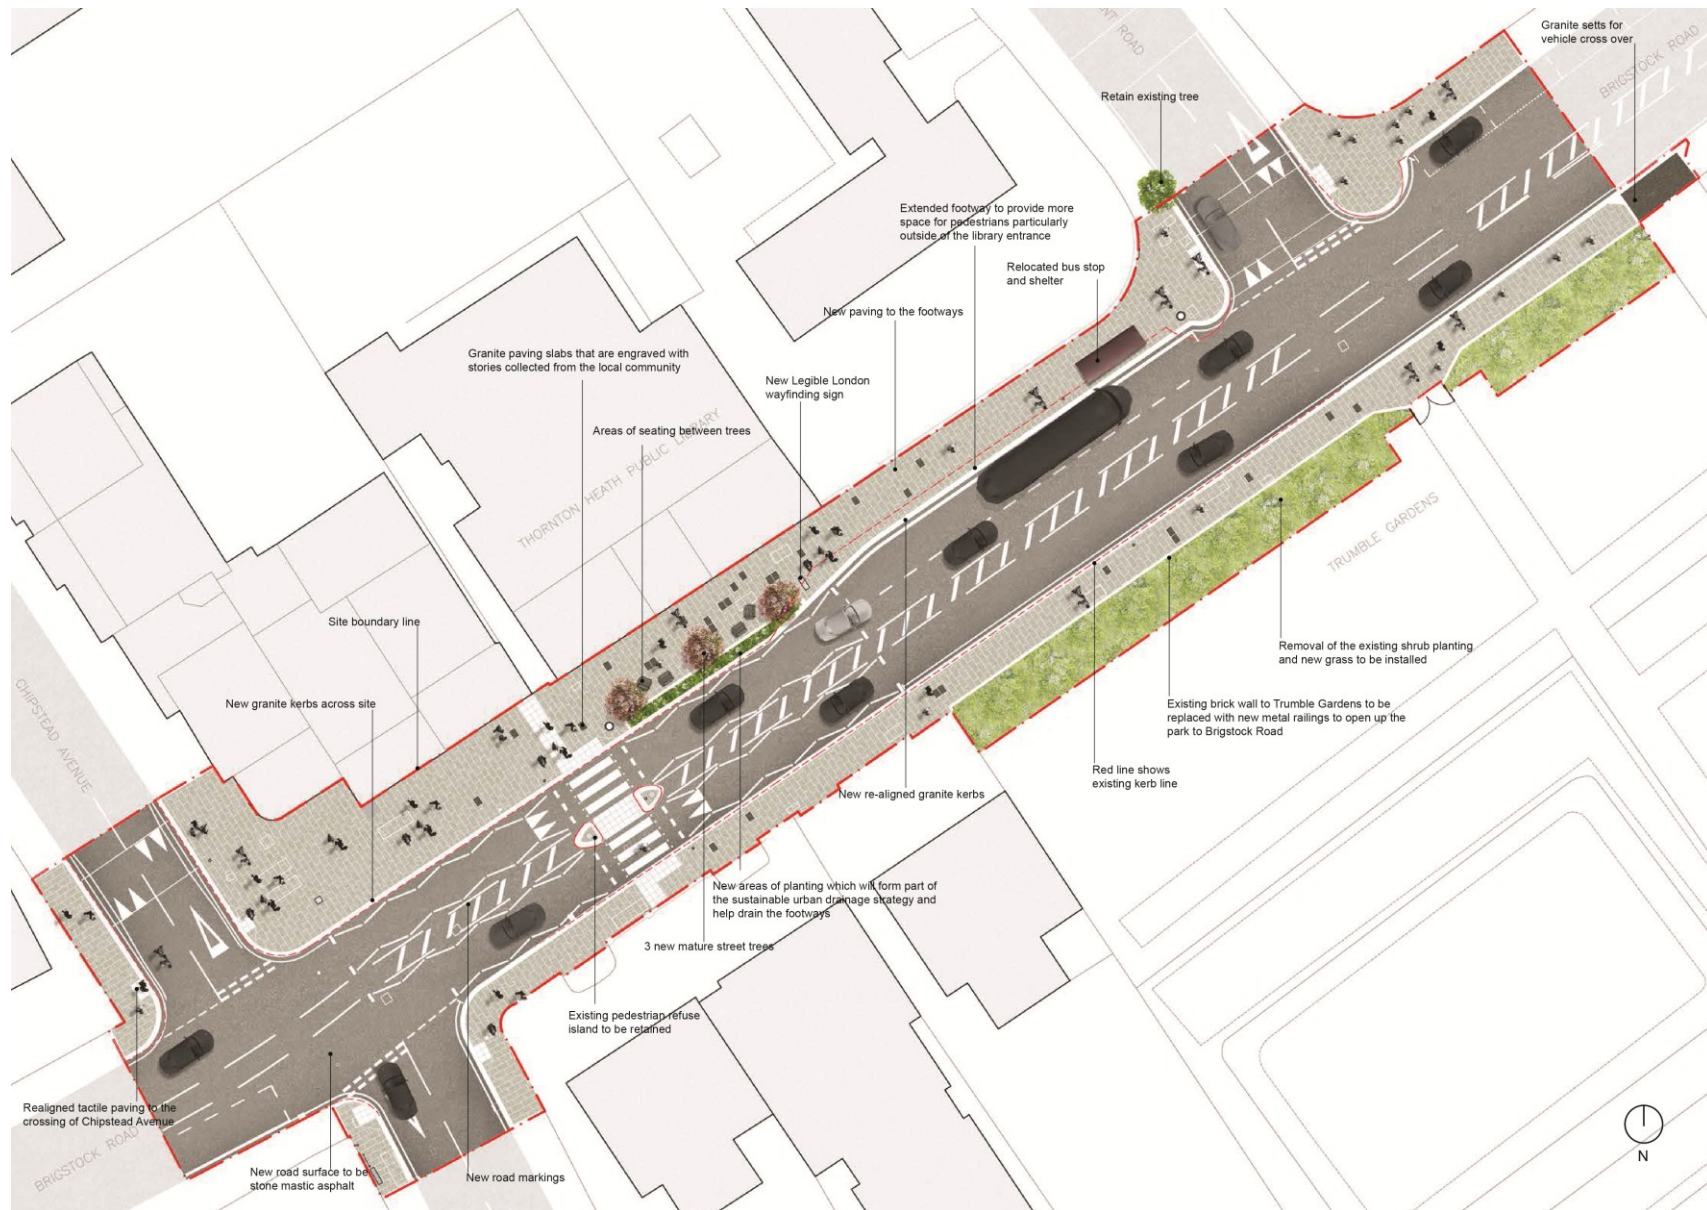 Granite setts for
vehicle cross over
BRIGSTOCK ROAD
NT ROAD
Retain existing tree
Extended footway to provide more
space for pedestrians particularly
outside of the library entrance
Relocated bus stop
and shelter
New paving to the footways
Granite paving slabs that are engraved with
stories collected from the local community
New Legible London
wayfinding sign
Areas of seating between trees
THORNTON HEATH PUBLIC LIBRARY
TRUMBLE GARDENS
Site boundary line
Removal of the existing shrub planting
and new grass to be installed
New granite kerbs across site
CHIPSTEAD AVENUE
Existing brick wall to Trumble Gardens to be
replaced with new metal railings to open up the
park to Brigstock Road
Red line shows
existing kerb line
New re-aligned granite kerbs
New areas of planting which will form part of
the sustainable urban drainage strategy and
help drain the footways
3 new mature street trees
Existing pedestrian refuse
island to be retained
Realigned tactile paving to the
crossing of Chipstead Avenue
BRIGSTOCK ROAD
New road surface to be
stone mastic asphalt
New road markings
N